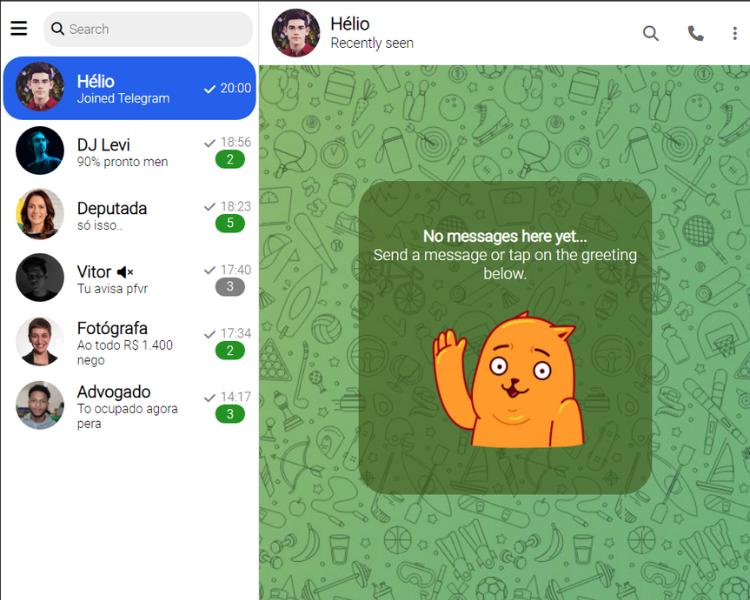 Search
Hélio
20:00
Joined Telegram
DJ Levi
18:56
90% pronto men
2
Deputada
18:23
só isso..
5
Vitor
17:40
Tu avisa pfvr
3
Fotógrafa
17:34
Ao todo R$ 1.400
nego
2
Advogado
14:17
To ocupado agora
pera
3
Hélio
Recently seen
No messages here yet...
Send a message or tap on the greeting
below.